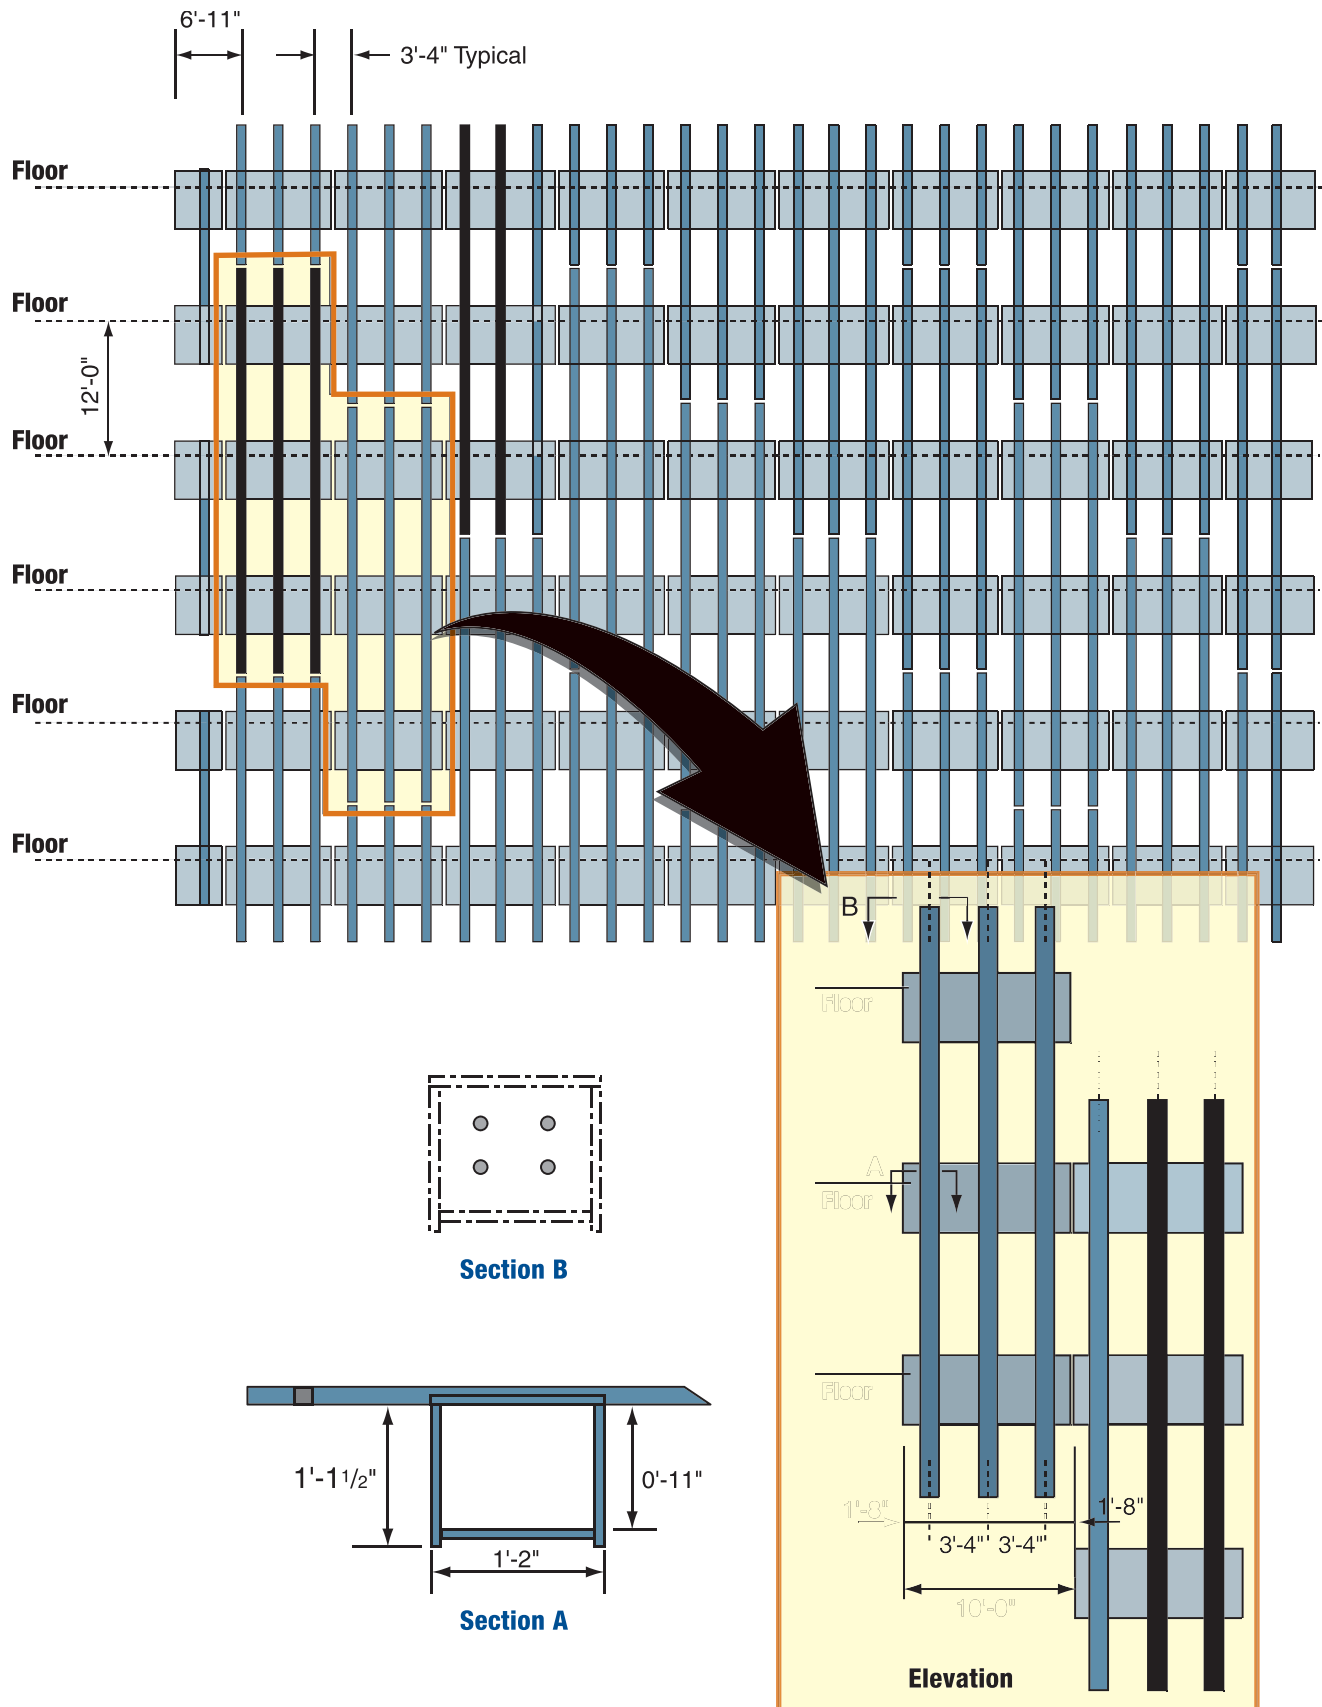 6'-11"
3'-4" Typical
Floor
Floor
12'-0"
Floor
Floor
Floor
Floor
B
Floor
A
Floor
Section B
Floor
1'-1 1/2"
0'-11"
1'-8"
1'-8"
3'-4" 3'-4"
1'-2"
10'-0"
Section A
Elevation